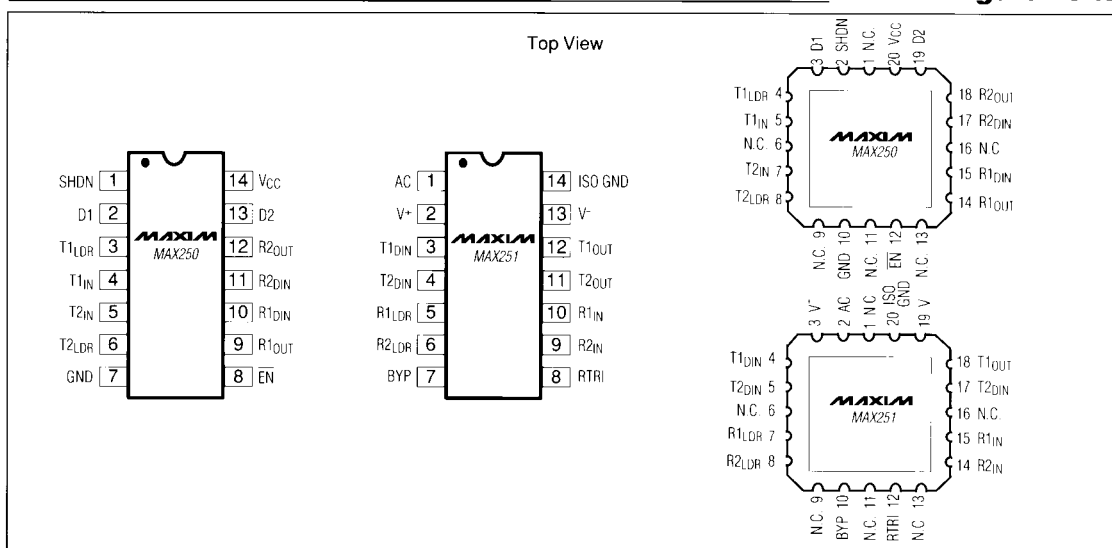 Top View
SHDN 1
D1 2
T1LDR 3
T1IN 4
T2IN 5
T2LDR 6
GND 7
14 VCC
13 D2
12 R2OUT
11 R2DIN
10 R1DIN
9 R1OUT
8 EN
MAXIM
MAX250
AC 1
V+ 2
T1DIN 3
T2DIN 4
R1LDR 5
R2LDR 6
BYP 7
14 ISO GND
13 V-
12 T1OUT
11 T2OUT
10 R1IN
9 R2IN
8 RTRI
MAXIM
MAX251
3 D1
2 SHDN
1 N.C.
20 VCC
19 D2
T1LDR 4
T1IN 5
N.C. 6
T2IN 7
T2LDR 8
18 R2OUT
17 R2DIN
16 N.C
15 R1DIN
14 R1OUT
N.C. 9
GND 10
N.C. 11
EN 12
N.C. 13
MAXIM
MAX250
3 V-
2 AC
1 NC
20 ISO
GND
19 V
T1DIN 4
T2DIN 5
N.C. 6
R1LDR 7
R2LDR 8
18 T1OUT
17 T2DIN
16 N.C.
15 R1IN
14 R2IN
N.C. 9
BYP 10
N.C. 11
RTRI 12
N.C 13
MAXIM
MAX251